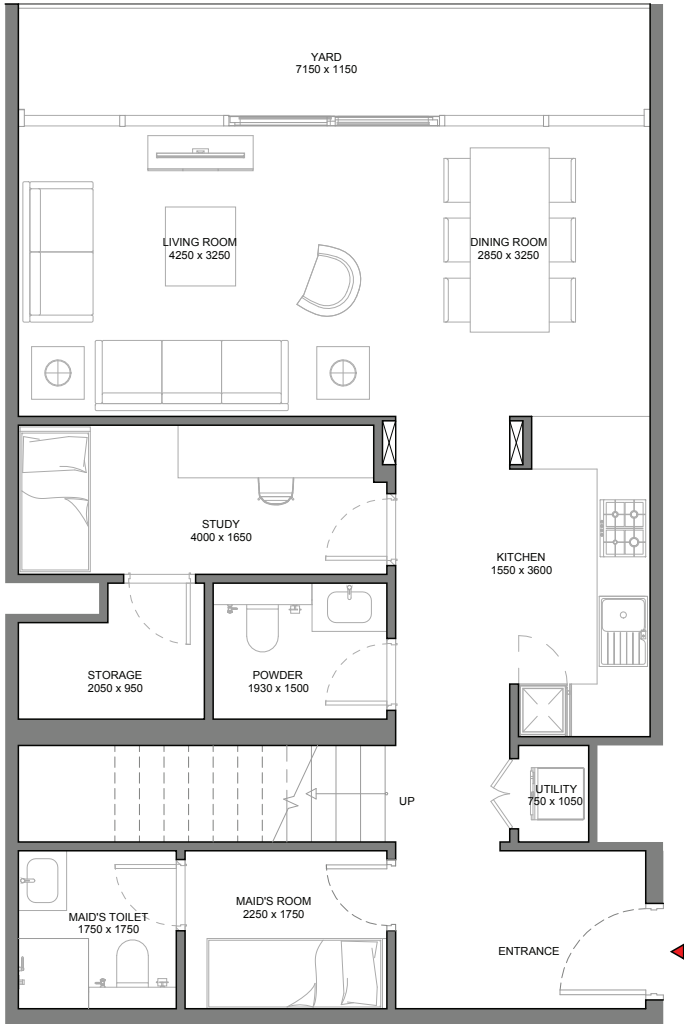 YARD
7150 x 1150
LIVING ROOM
4250 x 3250
DINING ROOM
2850 x 3250
STUDY
4000 x 1650
KITCHEN
1550 x 3600
STORAGE
2050 x 950
POWDER
1930 x 1500
UP
UTILITY
750 x 1050
MAID'S ROOM
2250 x 1750
MAID'S TOILET
1750 x 1750
ENTRANCE